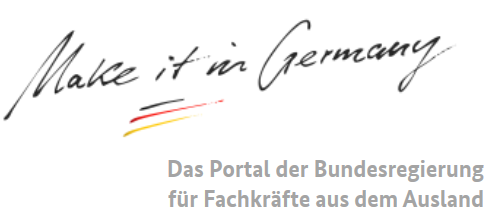 Make it in Germany
Das Portal der Bundesregierung
für Fachkräfte aus dem Ausland